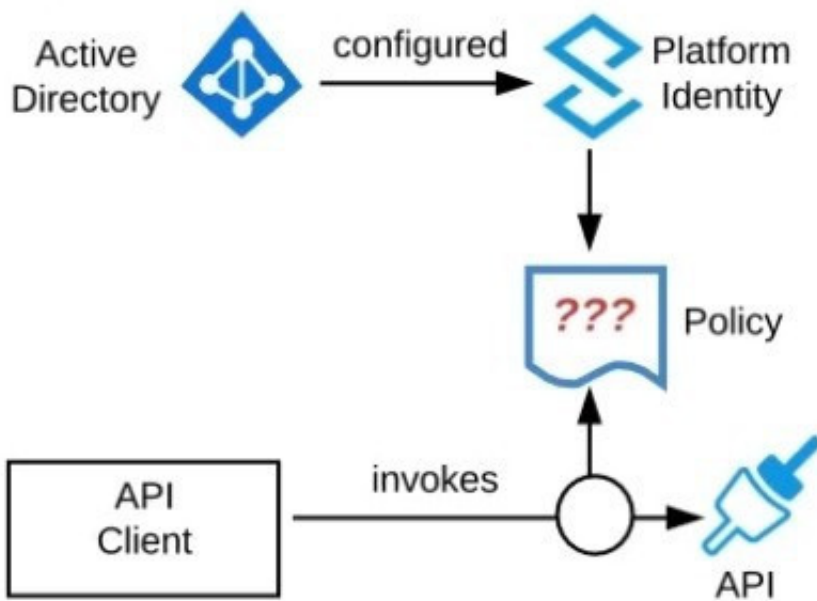 Active
Directory
configured
Platform
Identity
???
Policy
API
Client
invokes
API